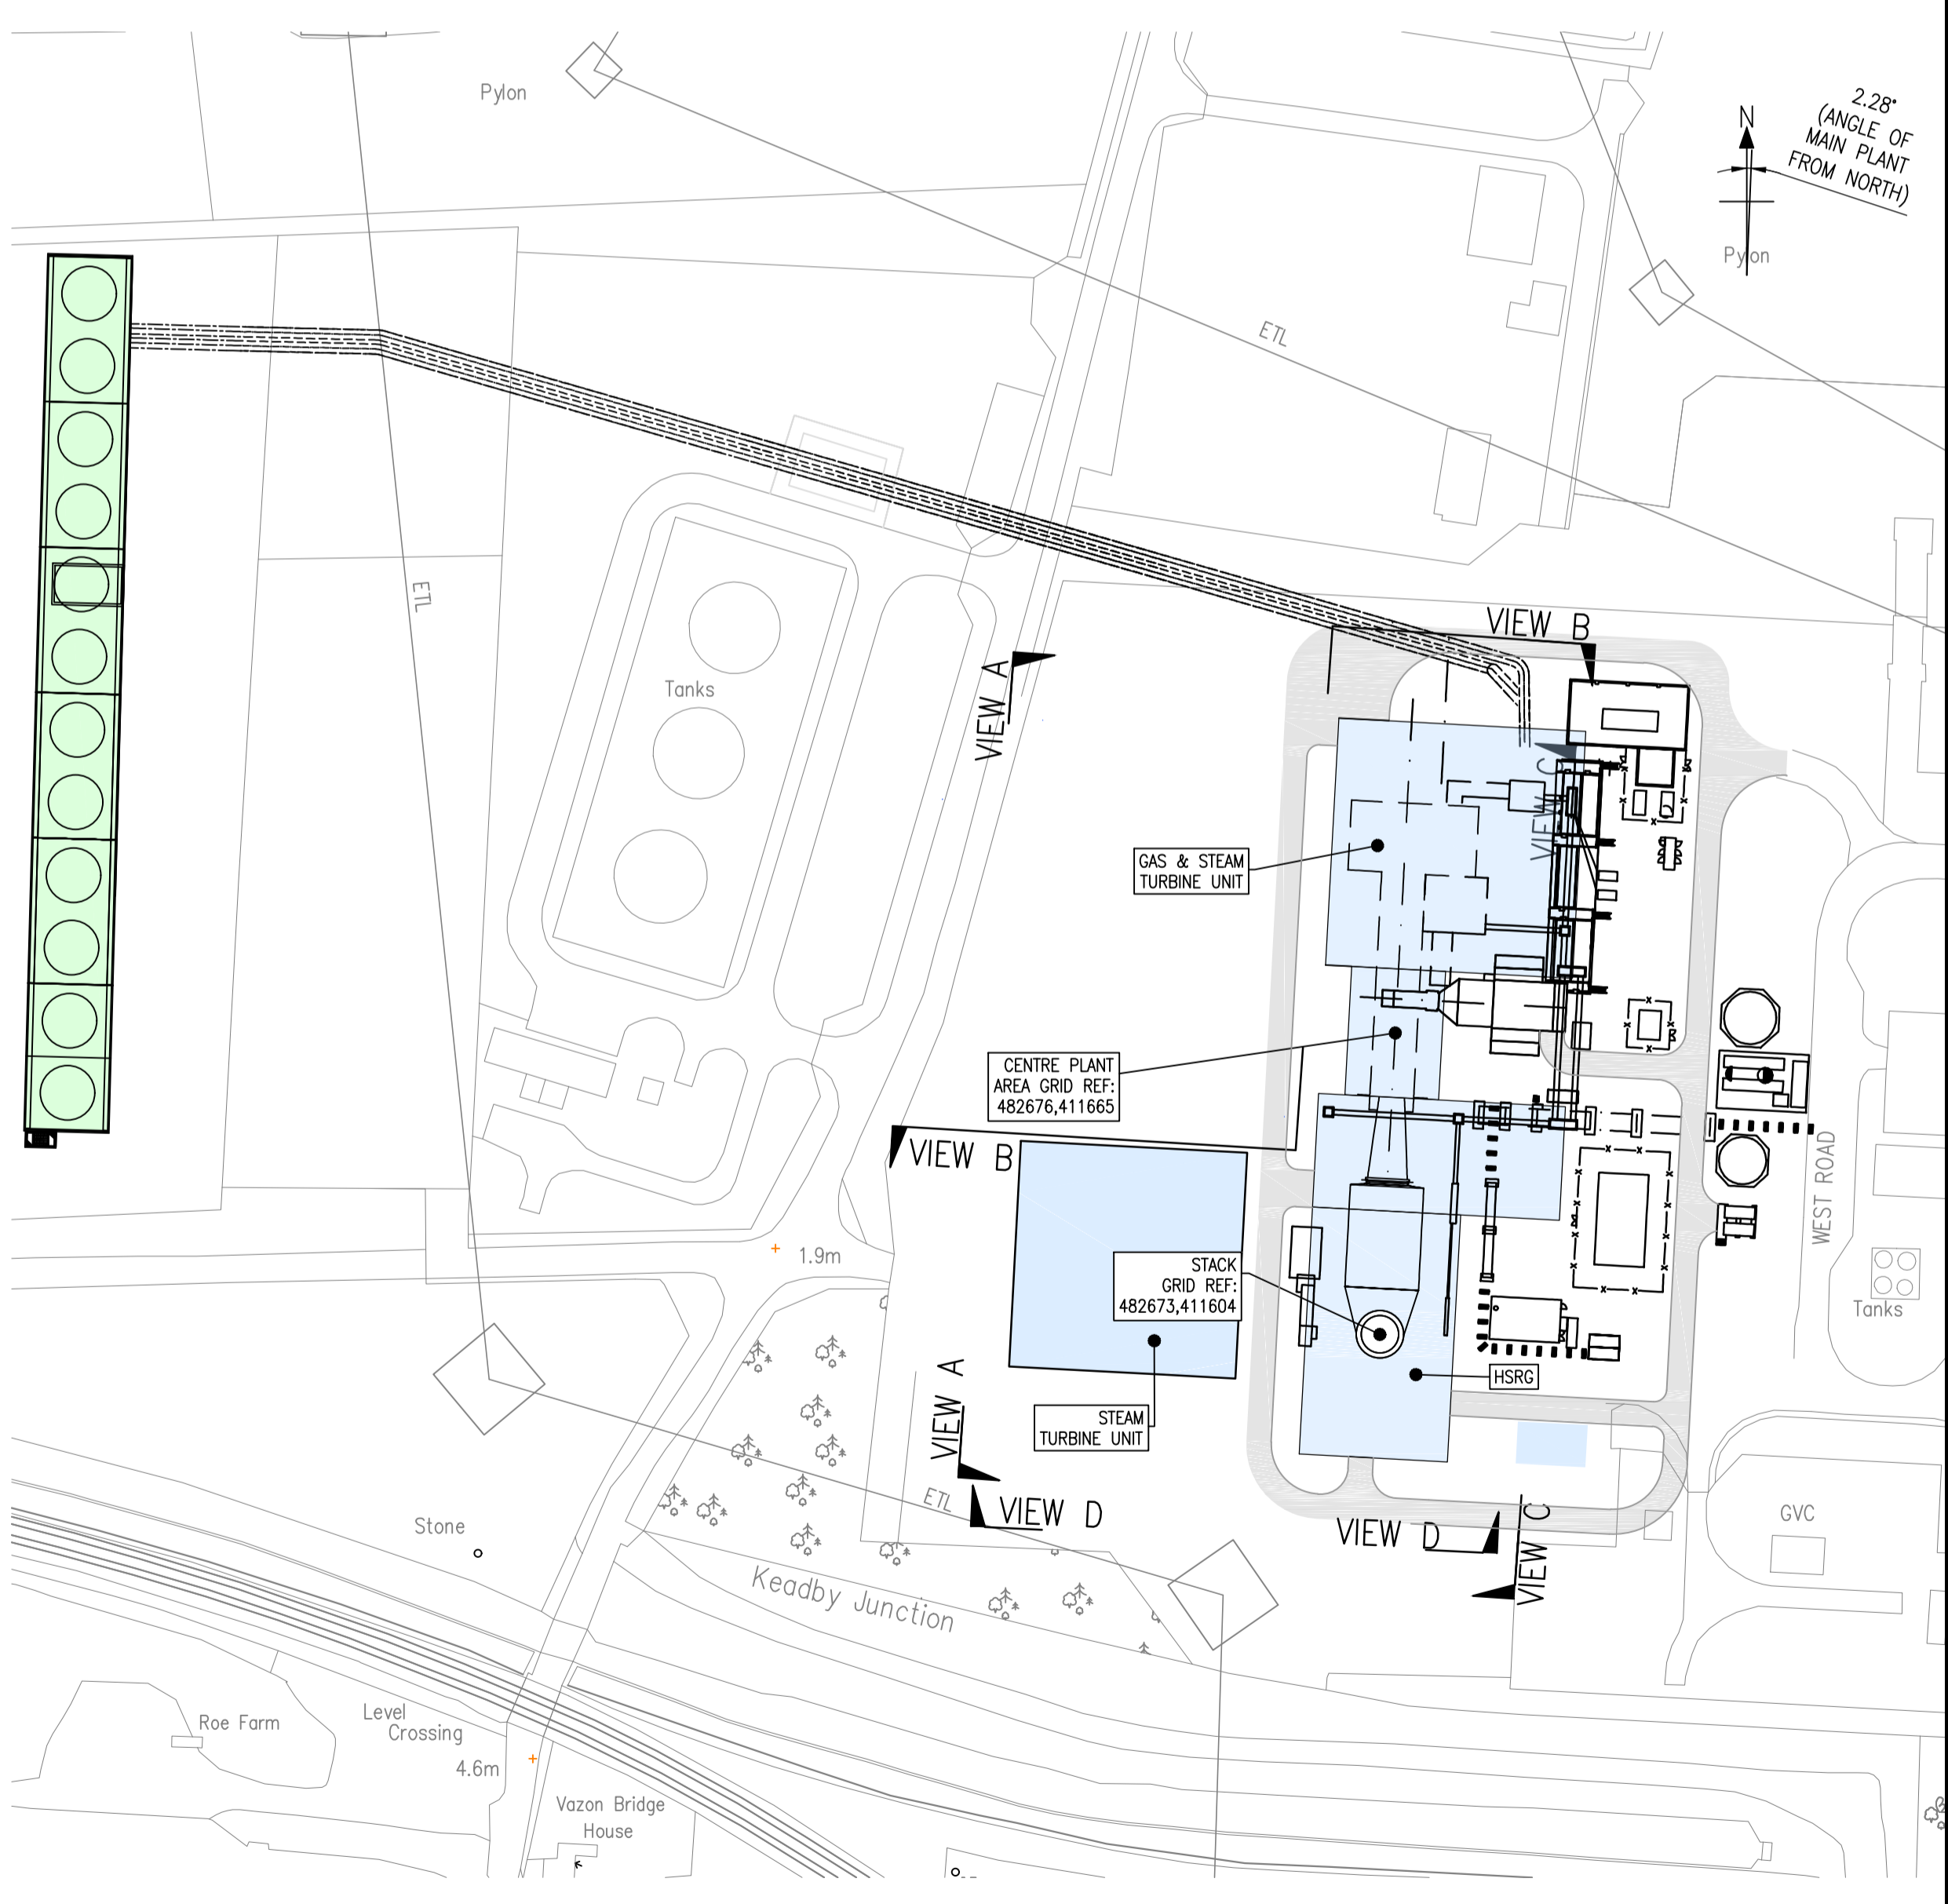 Pylon
N
2.28°
(ANGLE OF
MAIN PLANT
FROM NORTH)
Pylon
ETL
ETL
VIEW B
VIEW A
Tanks
VIEW C
GAS & STEAM
TURBINE UNIT
CENTRE PLANT
AREA GRID REF:
482676,411665
VIEW B
WEST ROAD
1.9m
STACK
GRID REF:
482673,411604
Tanks
HSRG
VIEW A
STEAM
TURBINE UNIT
ETL
VIEW D
VIEW D
VIEW C
GVC
Stone
Keadby Junction
Roe Farm
Level
Crossing
4.6m
Vazon Bridge
House